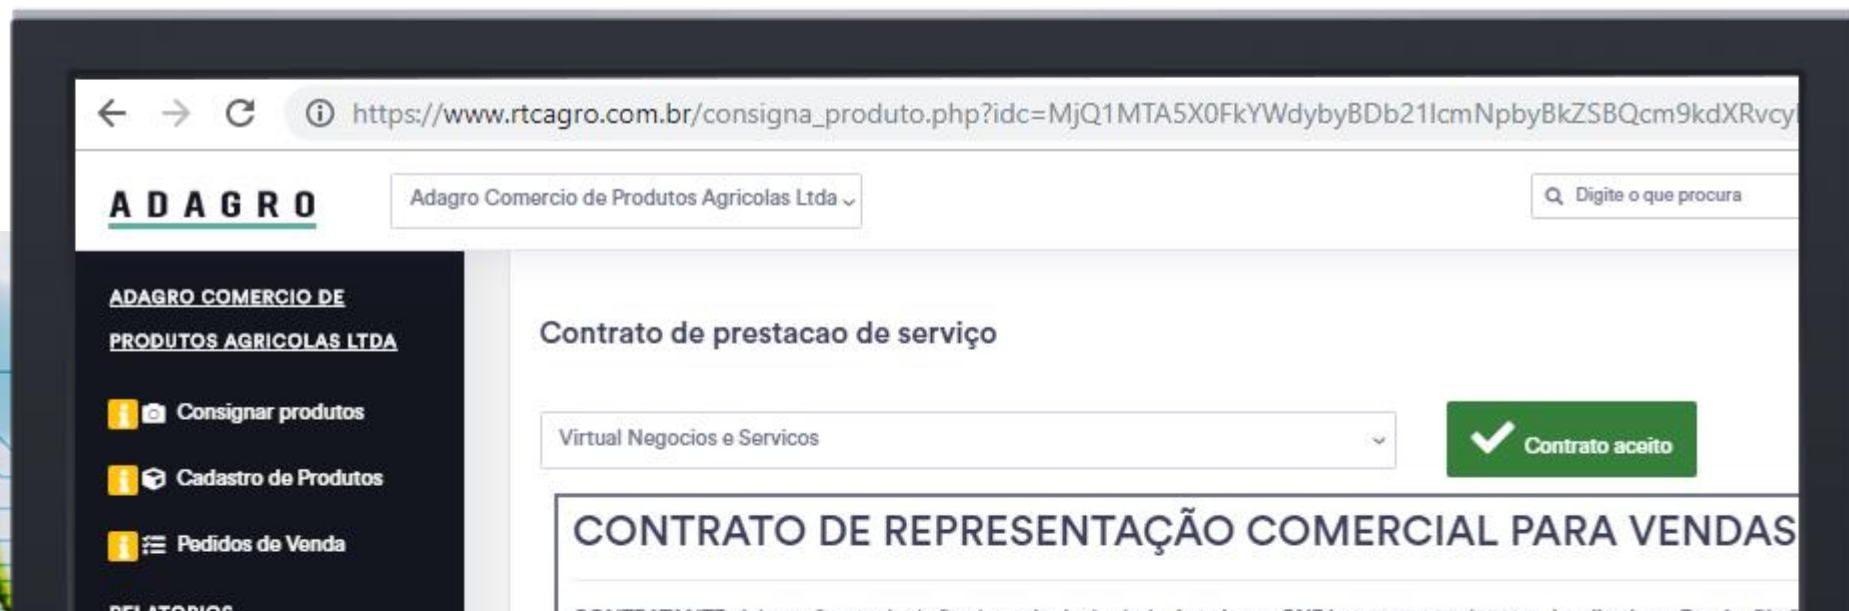 https://www.rtcagro.com.br/consigna_produto.php?idc=MjQ1MTA5X0FkYWdybyBDb21lcmNpbyBkZSBQcm9kdXRvcy
ADAGRO
Adagro Comercio de Produtos Agricolas Ltda
Digite o que procura
ADAGRO COMERCIO DE
PRODUTOS AGRICOLAS LTDA
Consignar produtos
Cadastro de Produtos
Pedidos de Venda
RELATORIOS
Contrato de prestacao de serviço
Virtual Negocios e Servicos
Contrato aceito
CONTRATO DE REPRESENTAÇÃO COMERCIAL PARA VENDAS